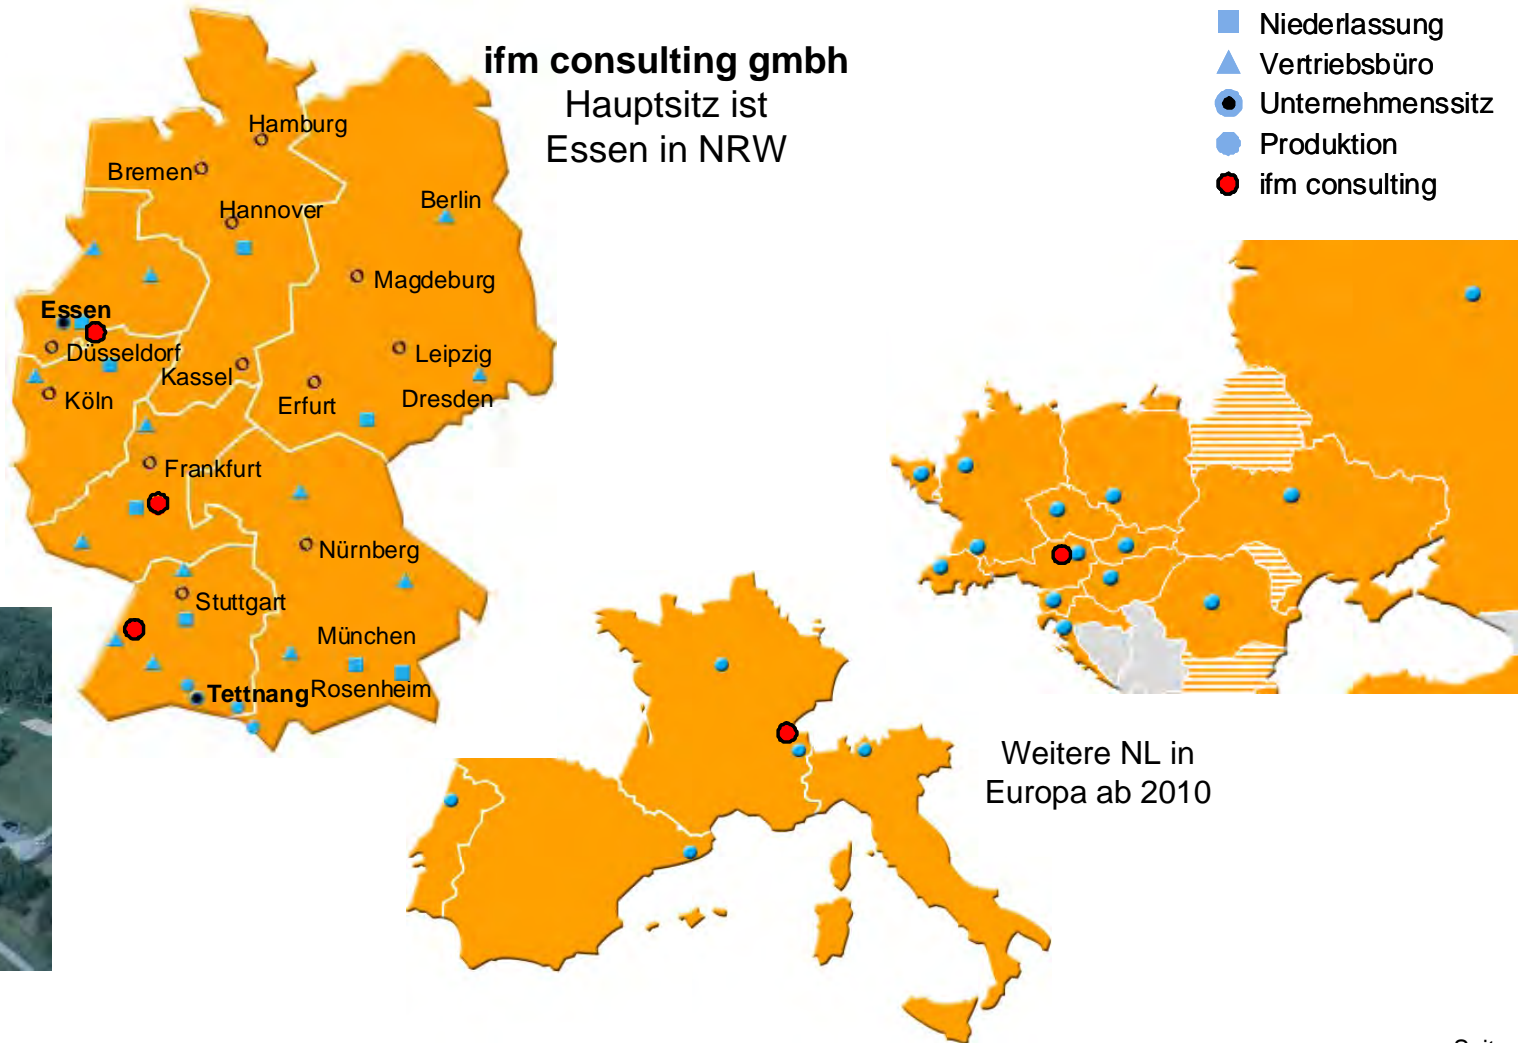 ifm consulting gmbh
Hauptsitz ist
Essen in NRW
Niederlassung
Vertriebsbüro
Unternehmenssitz
Produktion
ifm consulting
Hamburg
Bremen
Hannover
Berlin
Magdeburg
Essen
Düsseldorf
Leipzig
Kassel
Köln
Erfurt
Dresden
Frankfurt
Nürnberg
Stuttgart
München
Tettnang
Rosenheim
Weitere NL in
Europa ab 2010